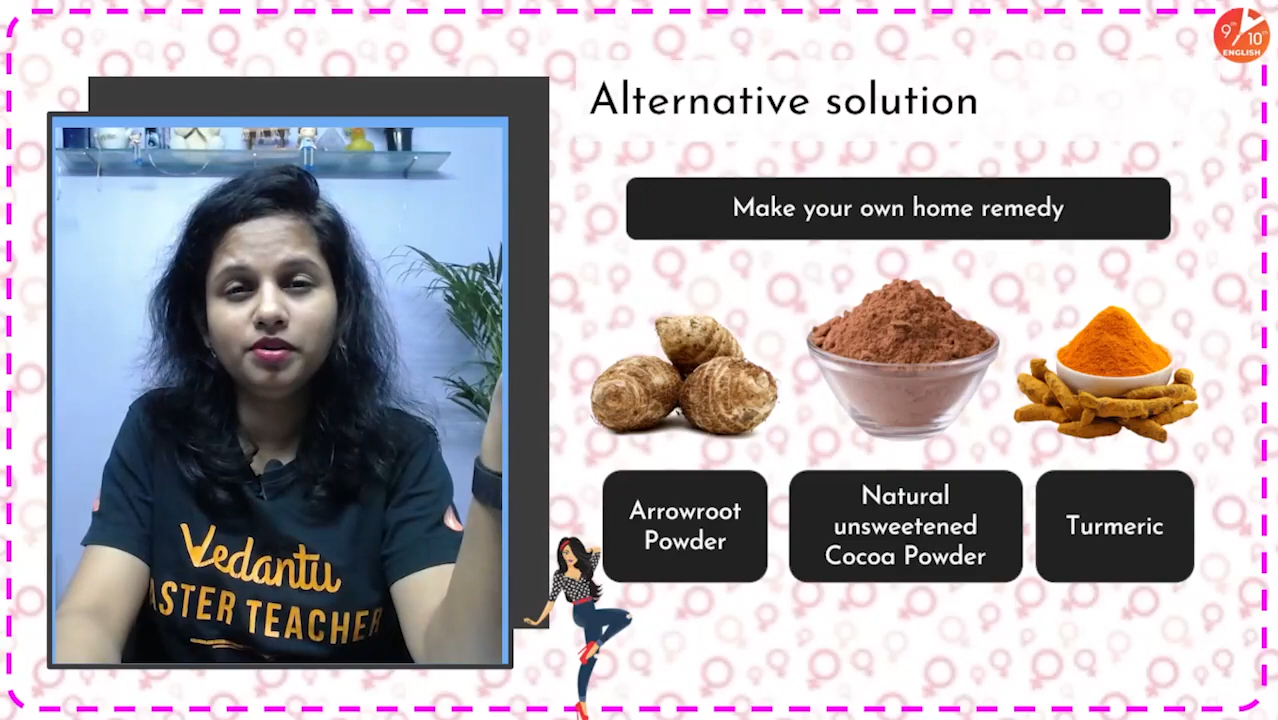 9th 10th
ENGLISH
Alternative solution
Make your own home remedy
Vedantu
ASTER TEACHER
Arrowroot
Powder
Natural
unsweetened
Cocoa Powder
Turmeric